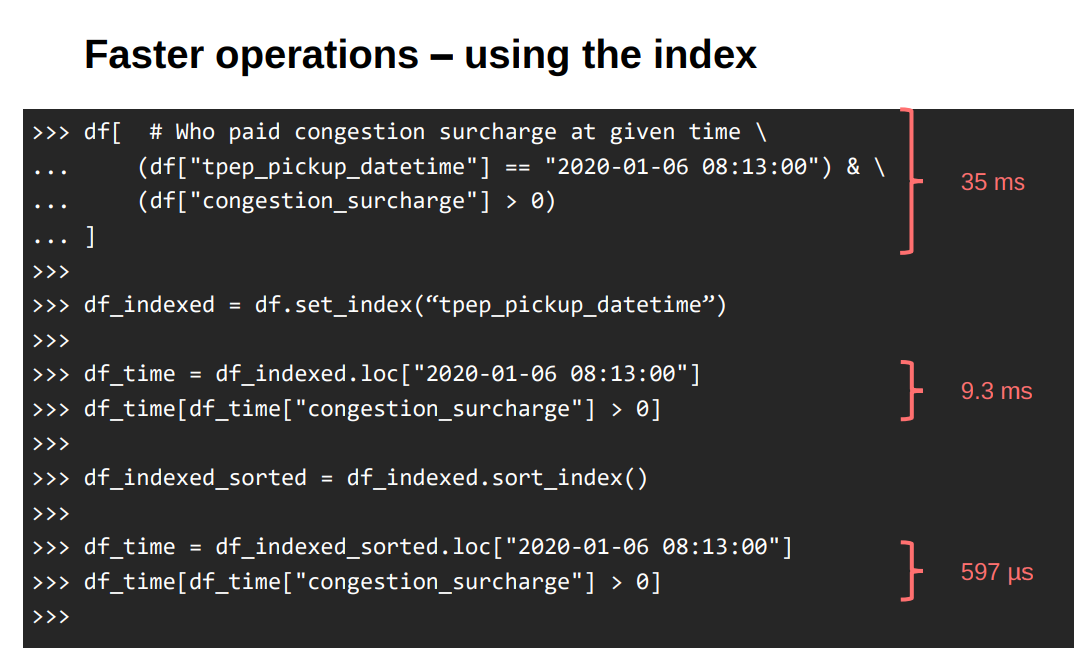 Faster operations – using the index
>>> df[  # Who paid congestion surcharge at given time \
...     (df["tpep_pickup_datetime"] == "2020-01-06 08:13:00") & \
...     (df["congestion_surcharge"] > 0)
... ]
35 ms
>>>
>>> df_indexed = df.set_index(“tpep_pickup_datetime”)
>>>
>>> df_time = df_indexed.loc["2020-01-06 08:13:00"]
>>> df_time[df_time["congestion_surcharge"] > 0]
9.3 ms
>>>
>>> df_indexed_sorted = df_indexed.sort_index()
>>>
>>> df_time = df_indexed_sorted.loc["2020-01-06 08:13:00"]
>>> df_time[df_time["congestion_surcharge"] > 0]
597 µs
>>>